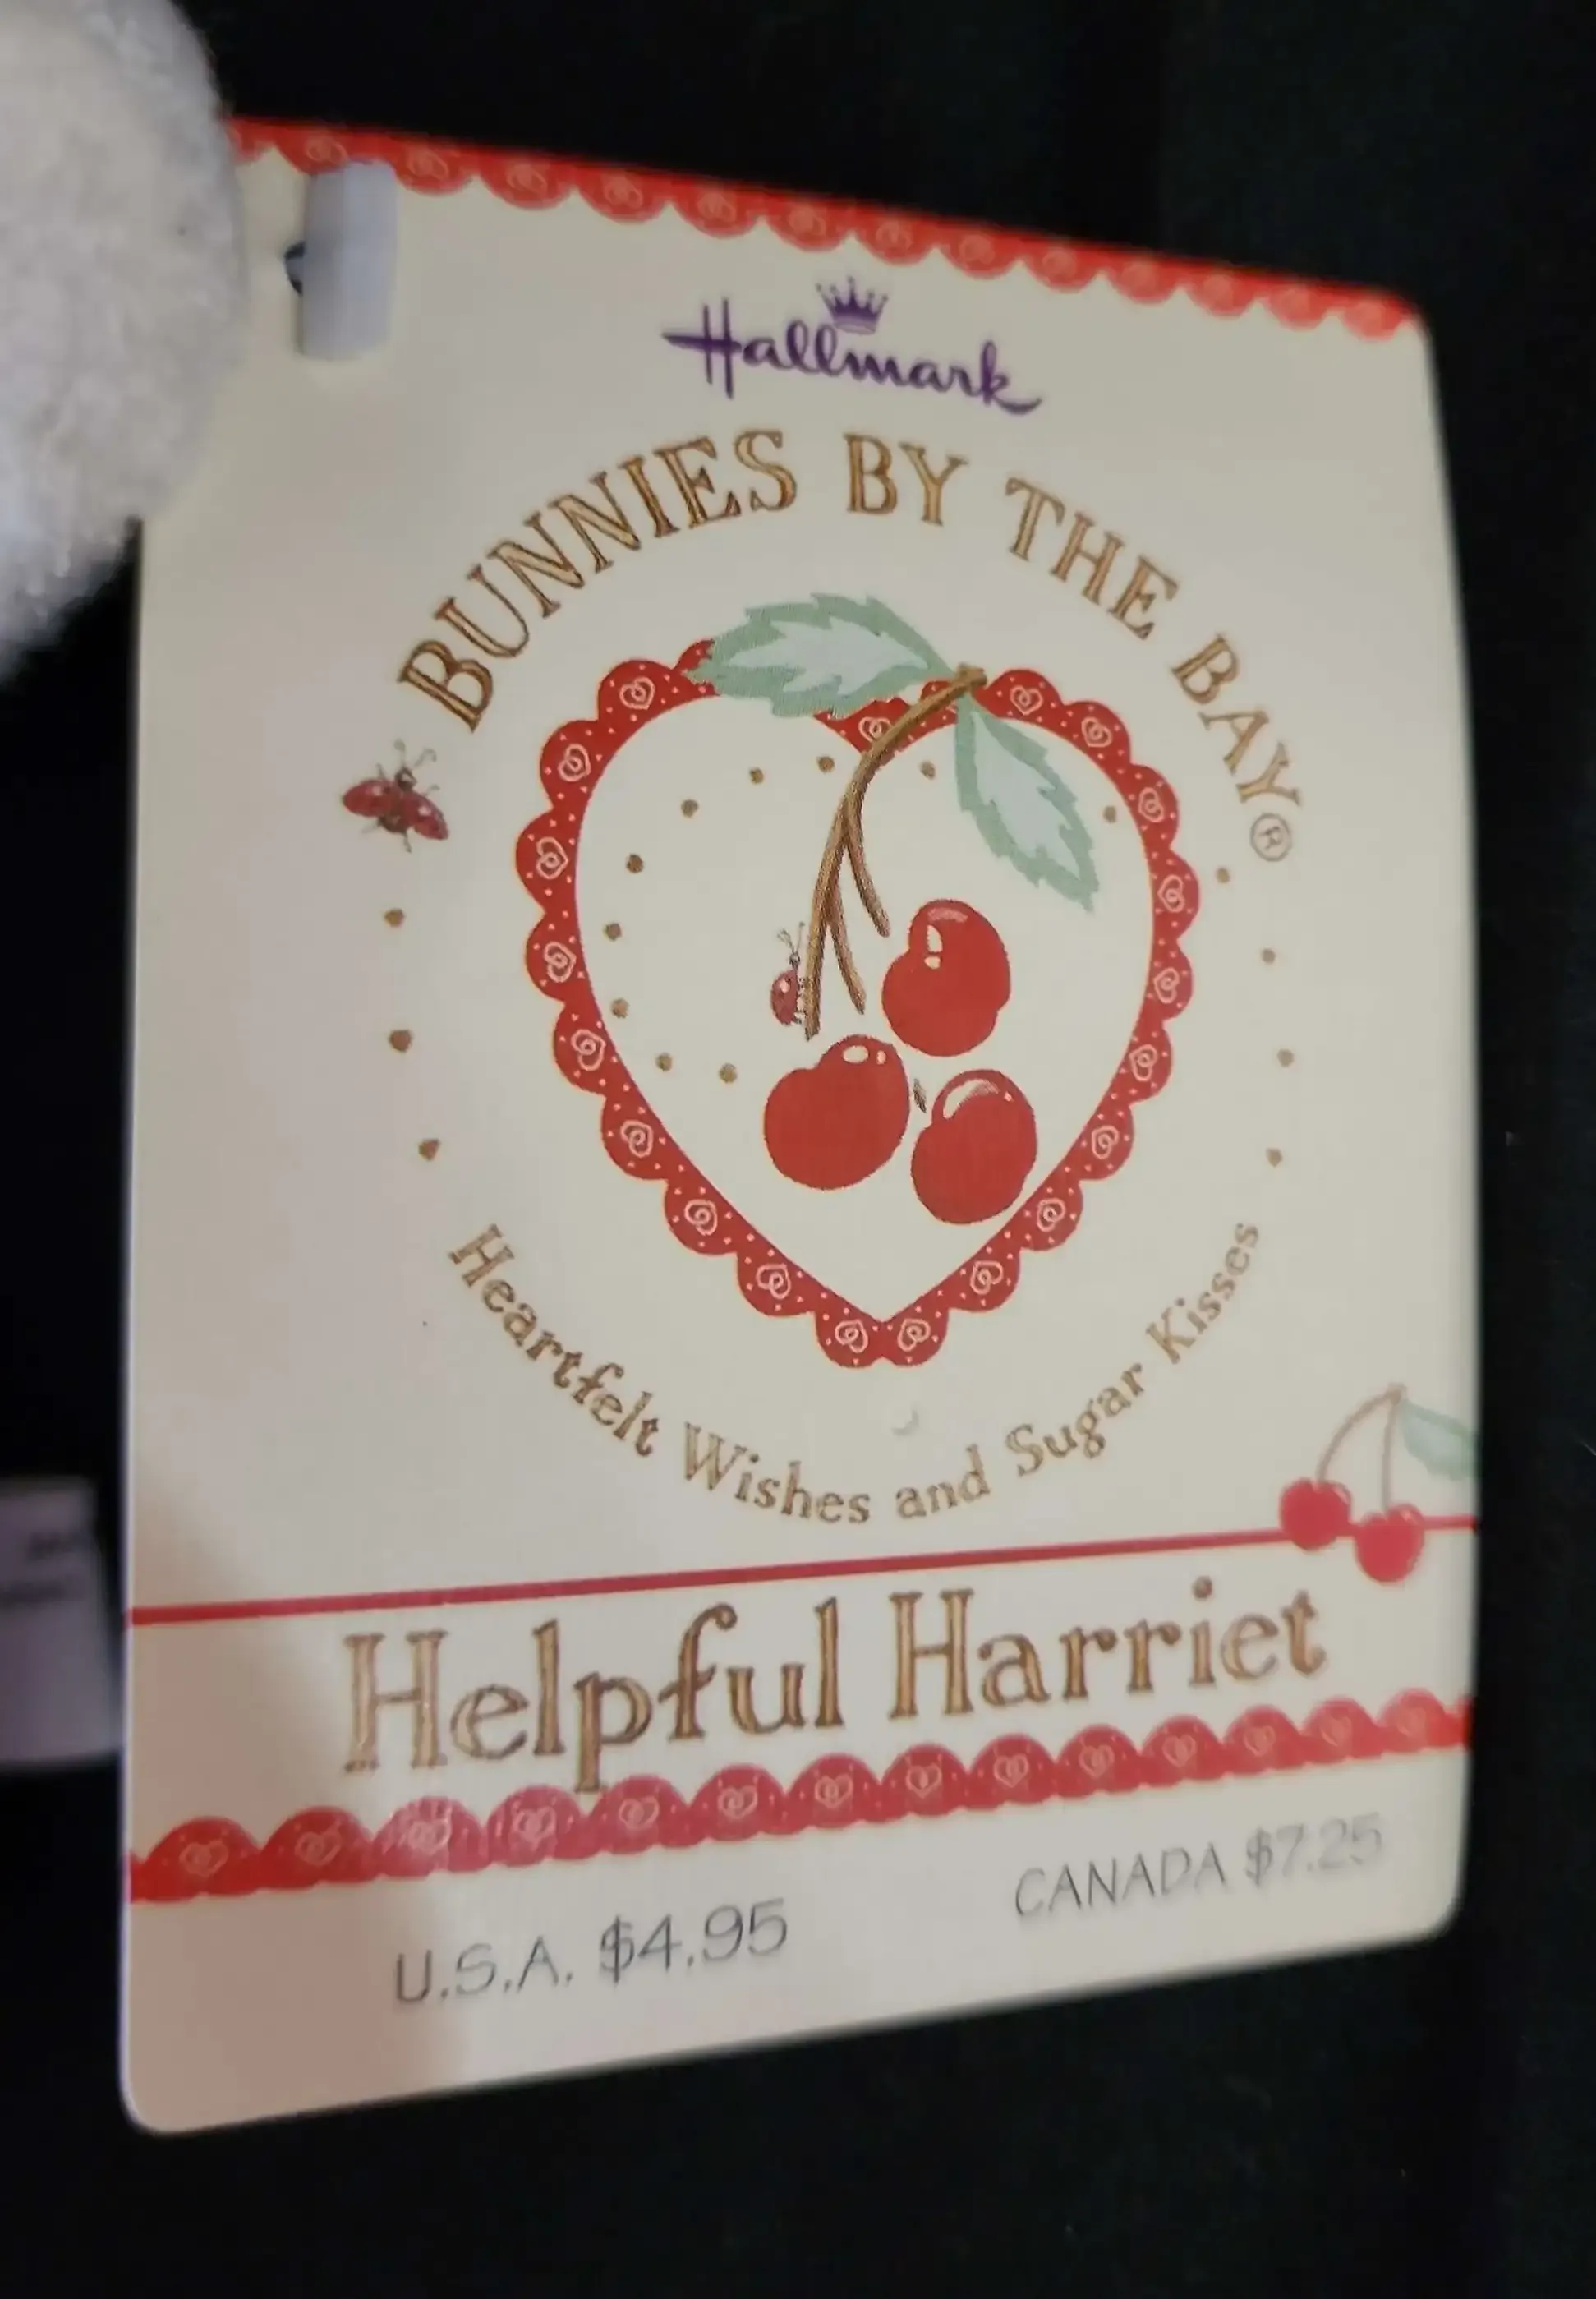 Hallmark
BUNNIES BY THE BAY®
Heartfelt Wishes and Sugar Kisses
Helpful Harriet
U.S.A. $4.95
CANADA $7.25